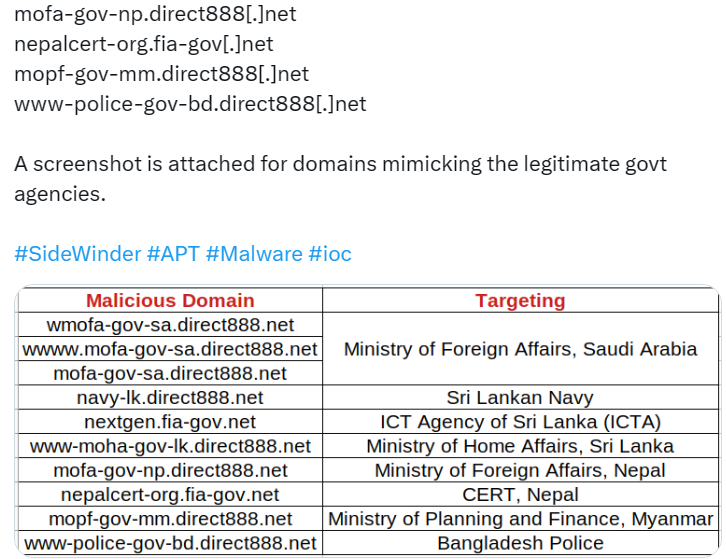 mofa-gov-np.direct888[.]net
nepalcert-org.fia-gov[.]net
mopf-gov-mm.direct888[.]net
www-police-gov-bd.direct888[.]net
A screenshot is attached for domains mimicking the legitimate govt
agencies.
#SideWinder #APT #Malware #ioc
Malicious Domain Targeting
wmofa-gov-sa.direct888.net
wwww.mofa-gov-sa.direct888.net Ministry of Foreign Affairs, Saudi Arabia
mofa-gov-sa.direct888.net
navy-lk.direct888.net Sri Lankan Navy
nextgen.fia-gov.net ICT Agency of Sri Lanka (ICTA)
www-moha-gov-lk.direct888.net Ministry of Home Affairs, Sri Lanka
mofa-gov-np.direct888.net Ministry of Foreign Affairs, Nepal
nepalcert-org.fia-gov.net CERT, Nepal
mopf-gov-mm.direct888.net Ministry of Planning and Finance, Myanmar
www-police-gov-bd.direct888.net Bangladesh Police